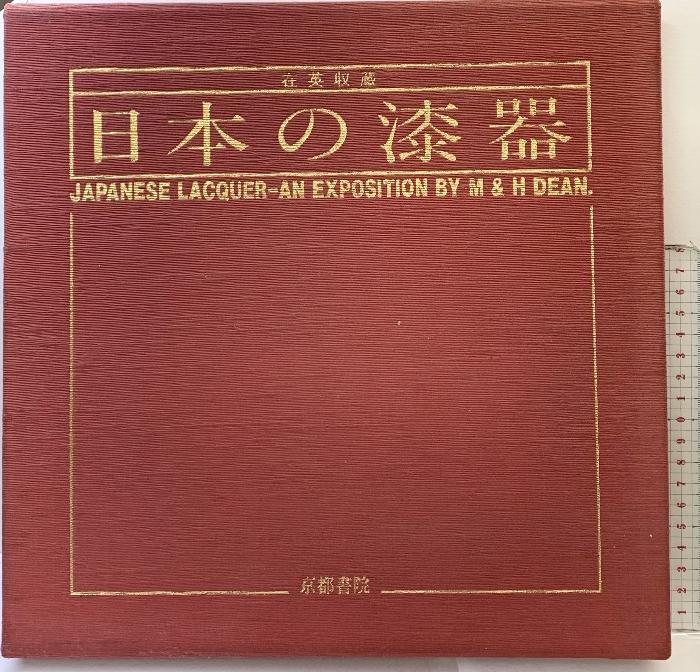 在英収蔵
日本の漆器
JAPANESE LACQUER-AN EXPOSITION BY M & H DEAN.
京都書院